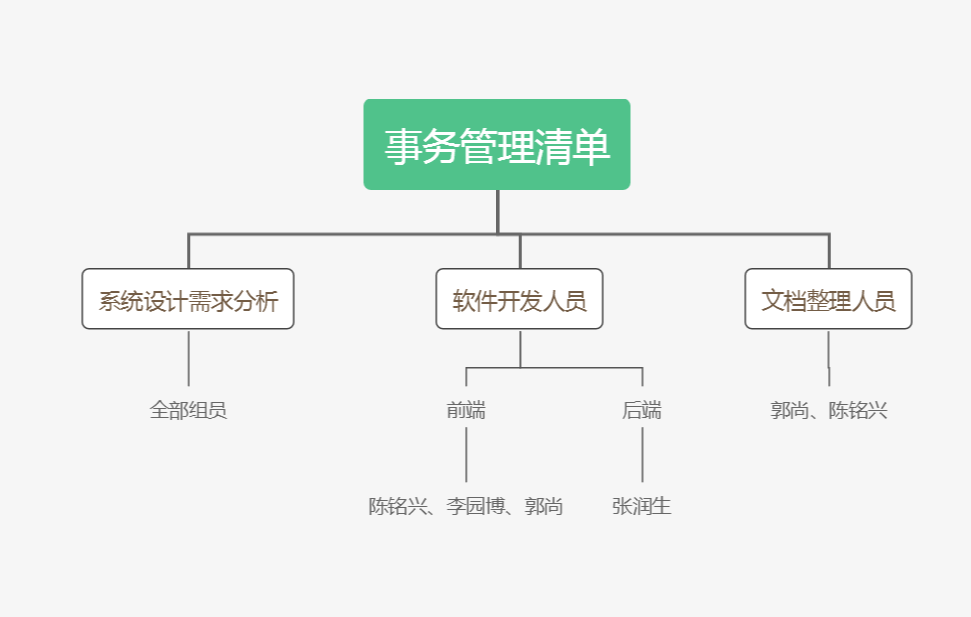 事务管理清单
系统设计需求分析
软件开发人员
文档整理人员
全部组员
前端
后端
郭尚、陈铭兴
陈铭兴、李园博、郭尚
张润生